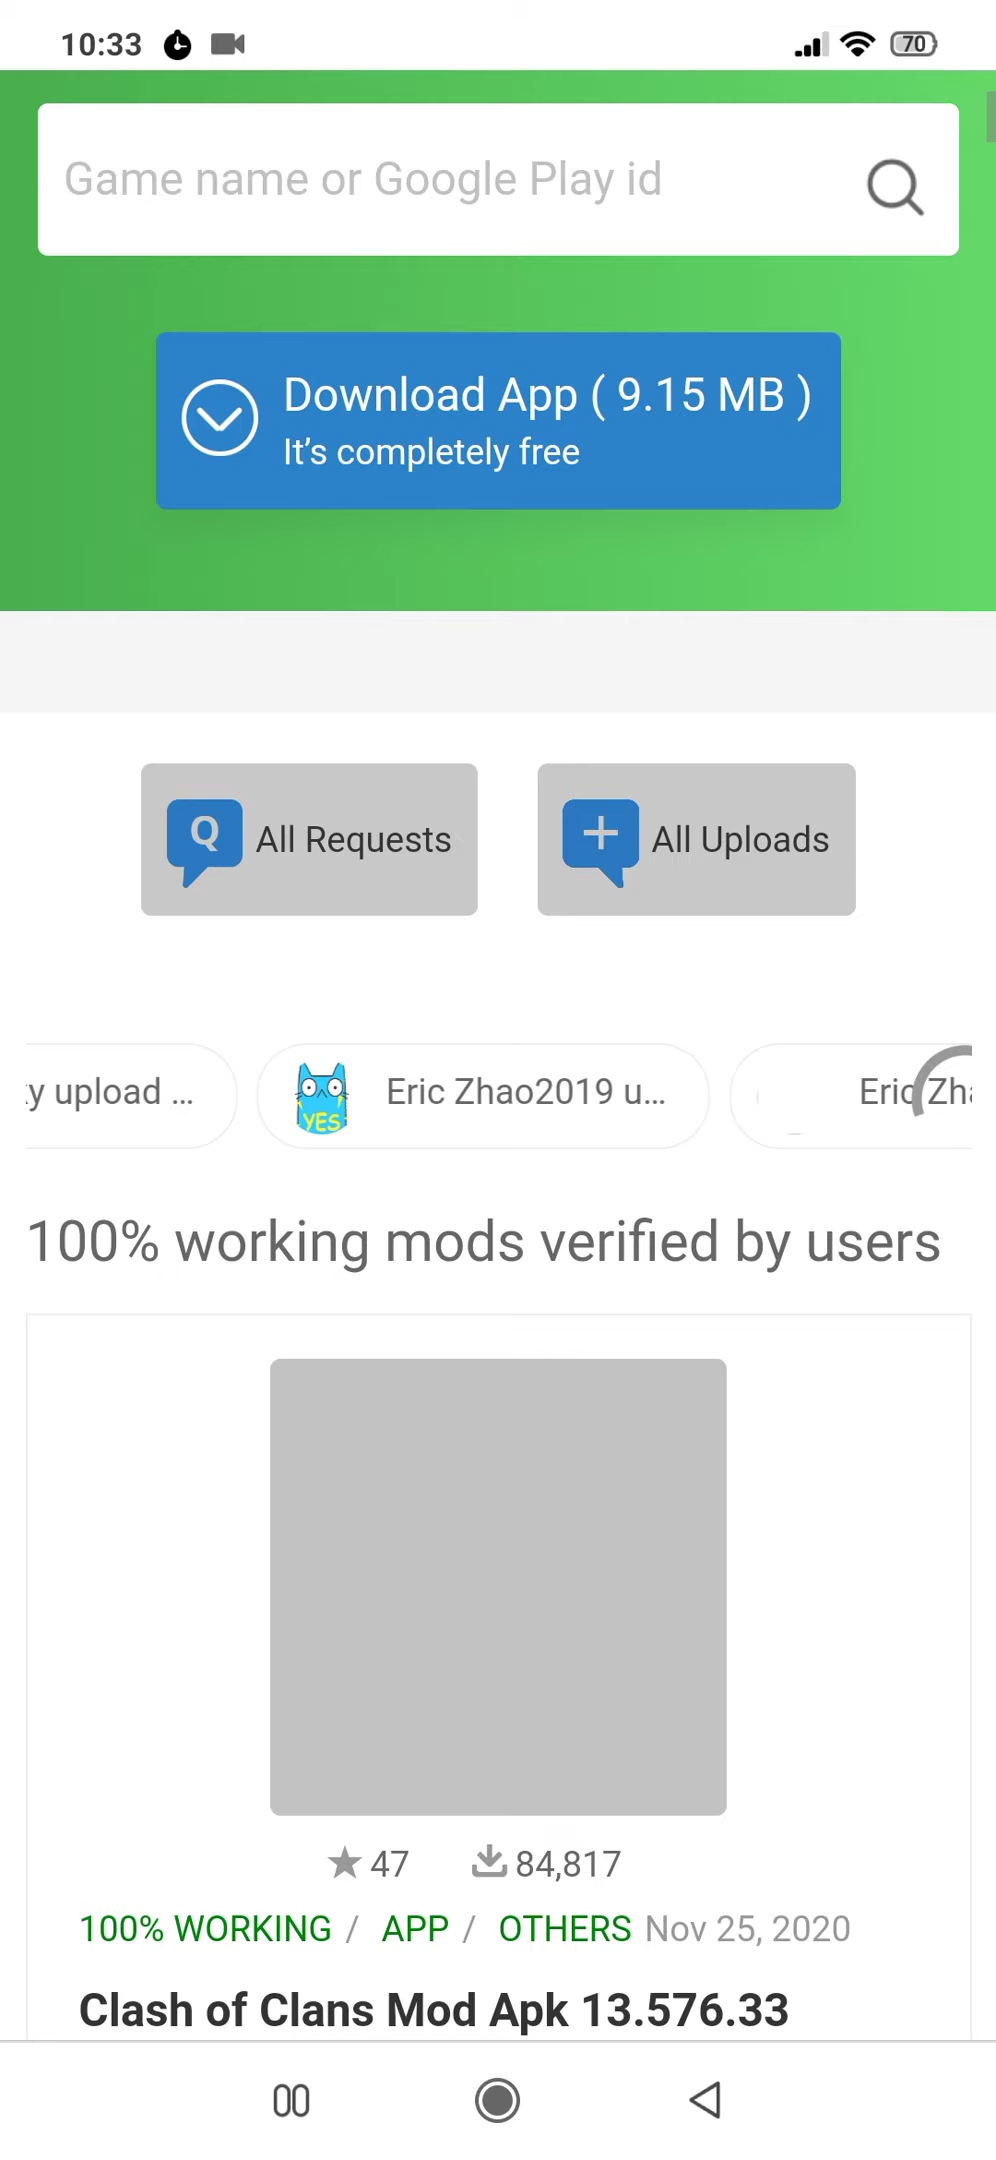 10:33
70
Game name or Google Play id
Download App ( 9.15 MB )
It’s completely free
Q All Requests
All Uploads
y upload ...
YES
Eric Zhao2019 u...
Eric Zha
100% working mods verified by users
47 84,817
100% WORKING / APP / OTHERS Nov 25, 2020
Clash of Clans Mod Apk 13.576.33